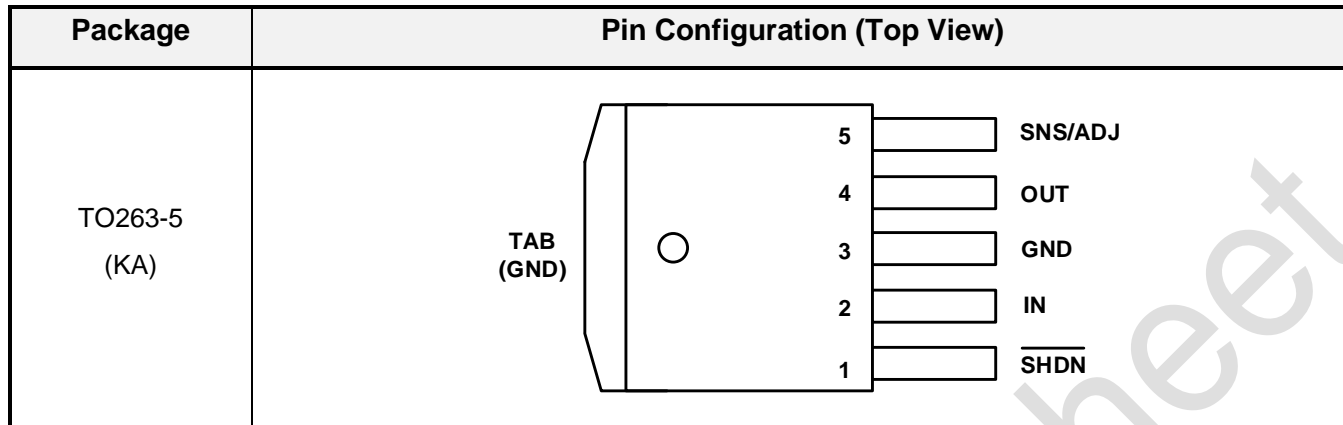 Package
Pin Configuration (Top View)
TO263-5
(KA)
TAB
(GND)
5 SNS/ADJ
4 OUT
3 GND
2 IN
1 SHDN
heet